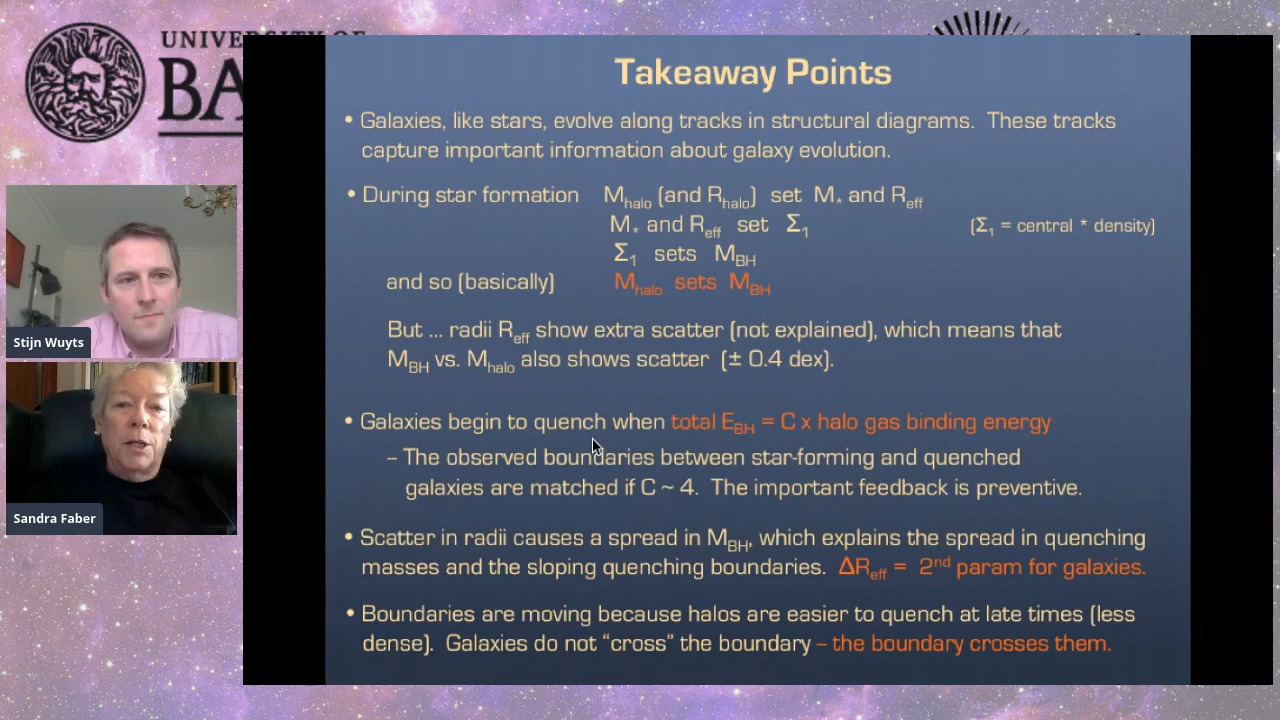 UNIVERSITY OF
BA
Takeaway Points
• Galaxies, like stars, evolve along tracks in structural diagrams. These tracks
capture important information about galaxy evolution.
• During star formation M_halo (and R_halo) set M_* and R_eff
M_* and R_eff set Σ₁ (Σ₁ = central * density)
Σ₁ sets M_BH
and so (basically) M_halo sets M_BH
But ... radii R_eff show extra scatter (not explained), which means that
M_BH vs. M_halo also shows scatter (± 0.4 dex).
• Galaxies begin to quench when total E_BH = C x halo gas binding energy
– The observed boundaries between star-forming and quenched
galaxies are matched if C ~ 4. The important feedback is preventive.
• Scatter in radii causes a spread in M_BH, which explains the spread in quenching
masses and the sloping quenching boundaries. ΔR_eff = 2nd param for galaxies.
• Boundaries are moving because halos are easier to quench at late times (less
dense). Galaxies do not “cross” the boundary – the boundary crosses them.
Stijn Wuyts
Sandra Faber